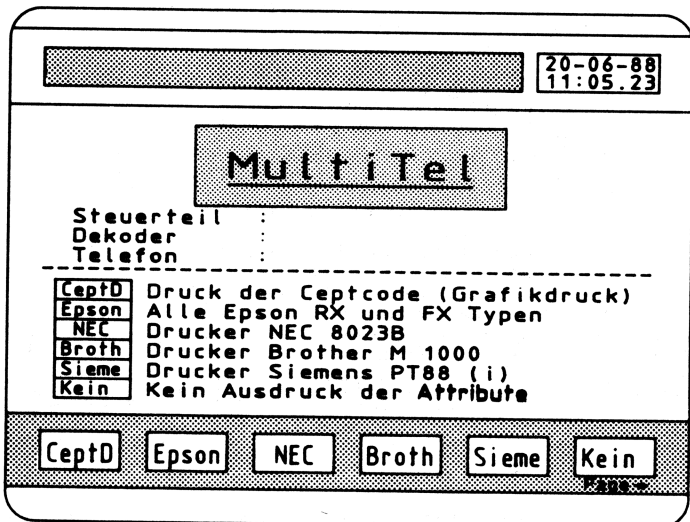 20-06-88
11:05.23
MultiTel
Steuerteil :
Dekoder :
Telefon :
CeptD Druck der Ceptcode (Grafikdruck)
Epson Alle Epson RX und FX Typen
NEC Drucker NEC 8023B
Broth Drucker Brother M 1000
Sieme Drucker Siemens PT88 (i)
Kein Kein Ausdruck der Attribute
CeptD Epson NEC Broth Sieme Kein
Page→